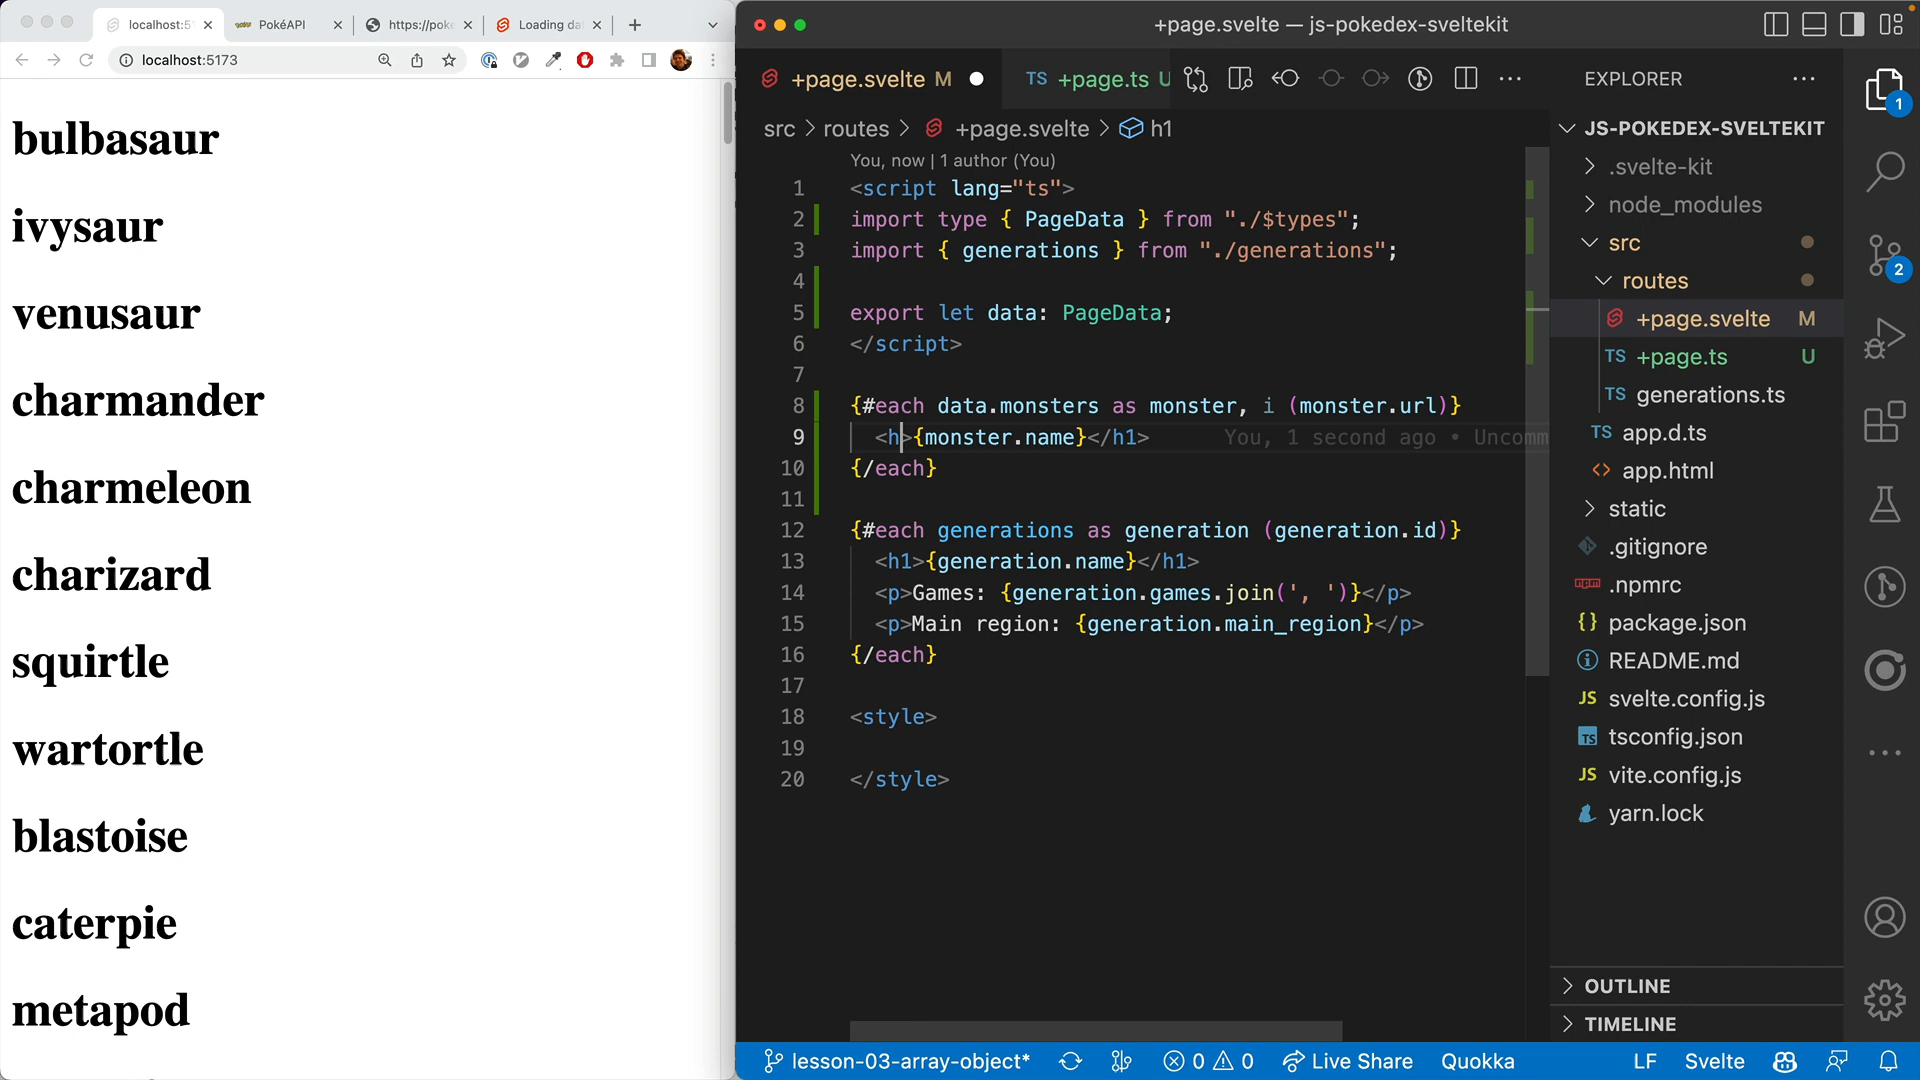 localhost:5
PokéAPI
https://poke
Loading da
localhost:5173
bulbasaur
ivysaur
venusaur
charmander
charmeleon
charizard
squirtle
wartortle
blastoise
caterpie
metapod
+page.svelte — js-pokedex-sveltekit
+page.svelte M
TS +page.ts U
src > routes > +page.svelte > h1
You, now | 1 author (You)
1 <script lang="ts">
2 import type { PageData } from "./$types";
3 import { generations } from "./generations";
4
5 export let data: PageData;
6 </script>
7
8 {#each data.monsters as monster, i (monster.url)}
9 <h>{monster.name}</h1> You, 1 second ago • Uncomm
10 {/each}
11
12 {#each generations as generation (generation.id)}
13 <h1>{generation.name}</h1>
14 <p>Games: {generation.games.join(', ')}</p>
15 <p>Main region: {generation.main_region}</p>
16 {/each}
17
18 <style>
19
20 </style>
EXPLORER
JS-POKEDEX-SVELTEKIT
.svelte-kit
node_modules
src
routes
+page.svelte M
TS +page.ts U
TS generations.ts
TS app.d.ts
<> app.html
static
.gitignore
npm .npmrc
{} package.json
README.md
JS svelte.config.js
TS tsconfig.json
JS vite.config.js
yarn.lock
OUTLINE
TIMELINE
1
2
lesson-03-array-object*
0
0
Live Share
Quokka
LF
Svelte